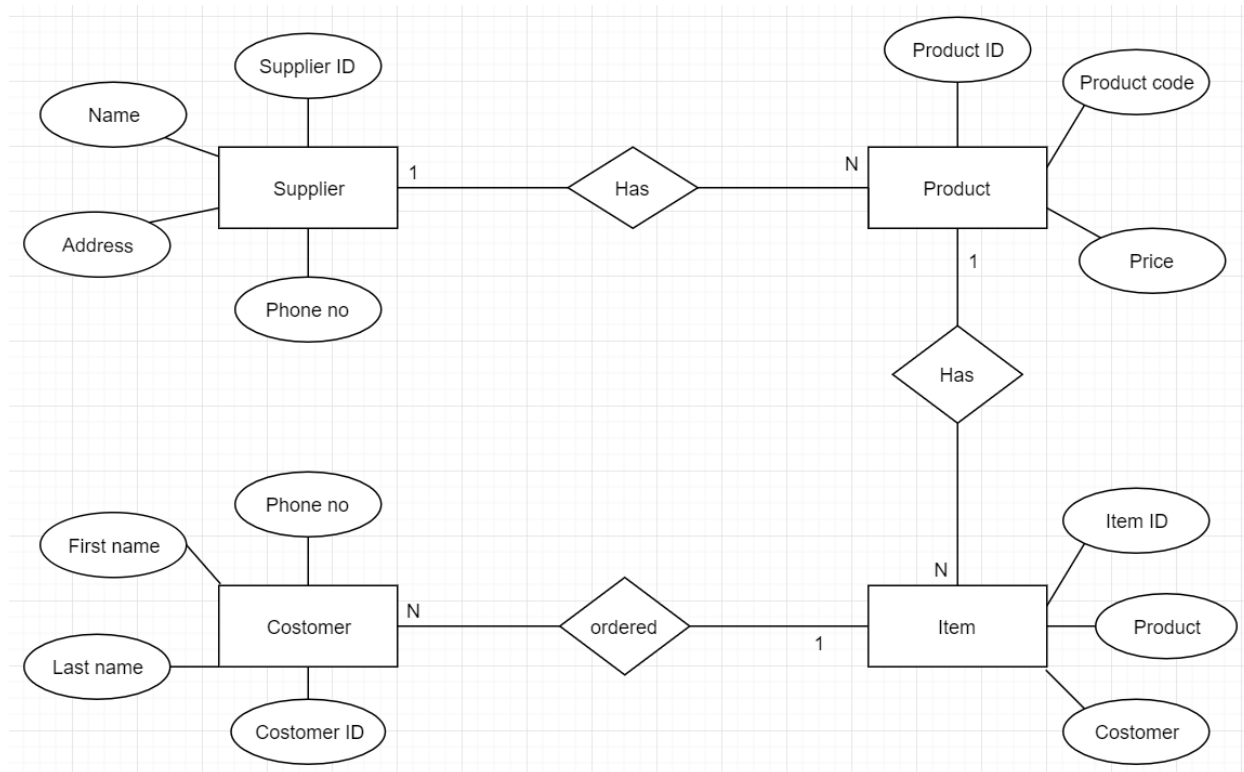 Supplier ID
Product ID
Product code
Name
1
Has
N
Supplier
Product
Address
Price
1
Phone no
Has
Phone no
Item ID
First name
N
N
Costomer
ordered
Item
Product
1
Last name
Costomer ID
Costomer